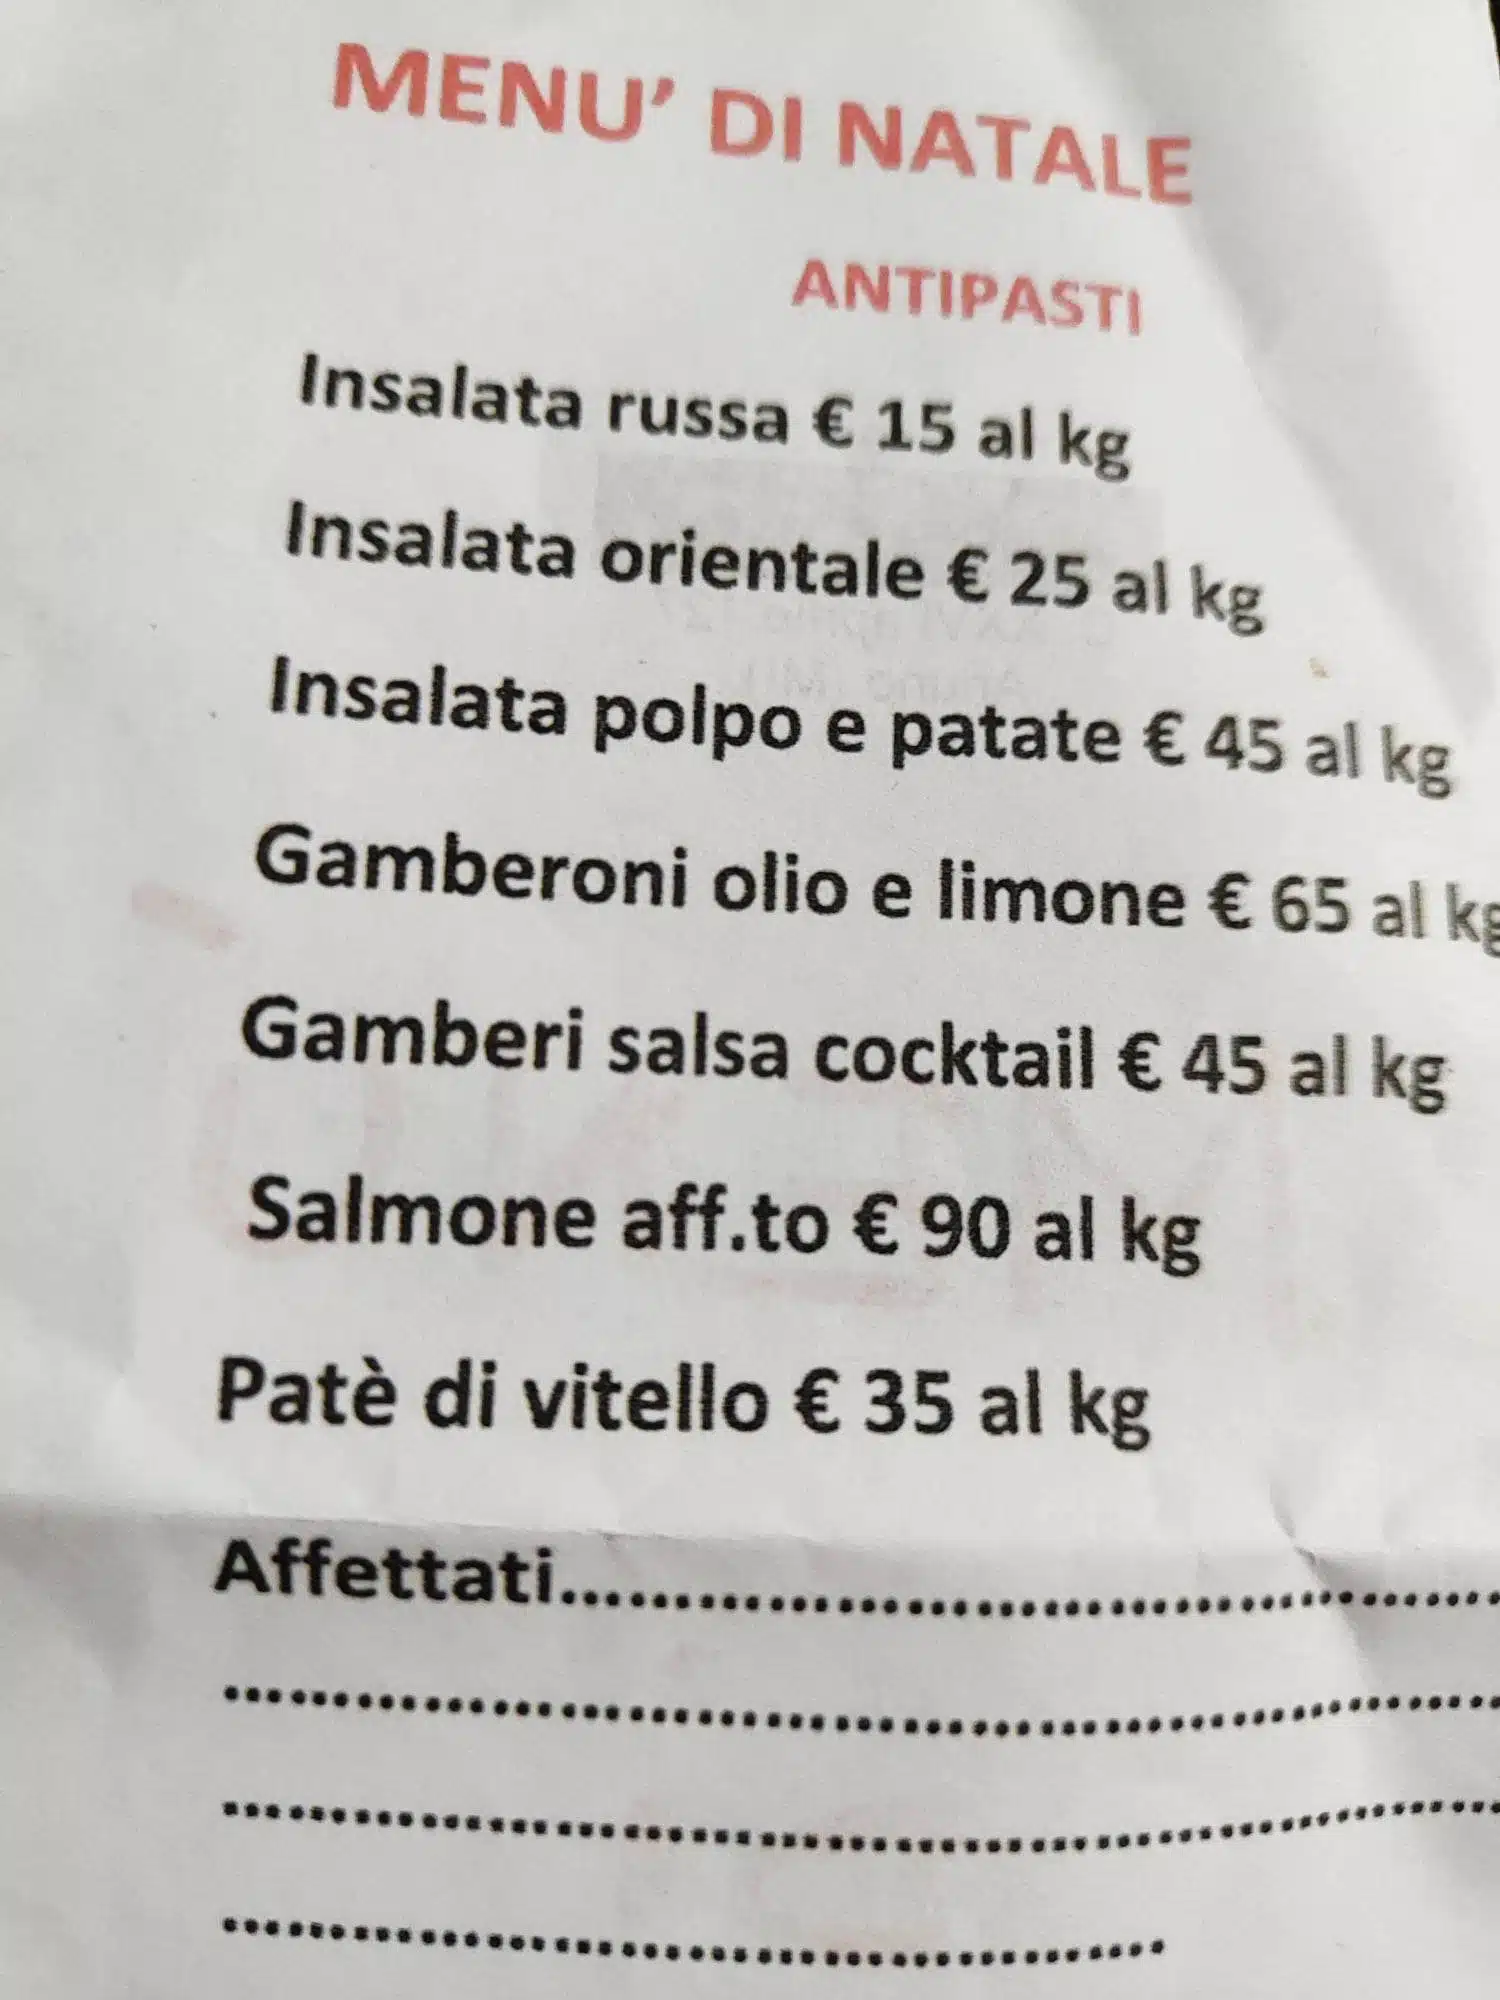 MENU’ DI NATALE
ANTIPASTI
Insalata russa € 15 al kg
Insalata orientale € 25 al kg
Insalata polpo e patate € 45 al kg
Gamberoni olio e limone € 65 al kg
Gamberi salsa cocktail € 45 al kg
Salmone aff.to € 90 al kg
Patè di vitello € 35 al kg
Affettati................................................
................................................
................................................
................................................